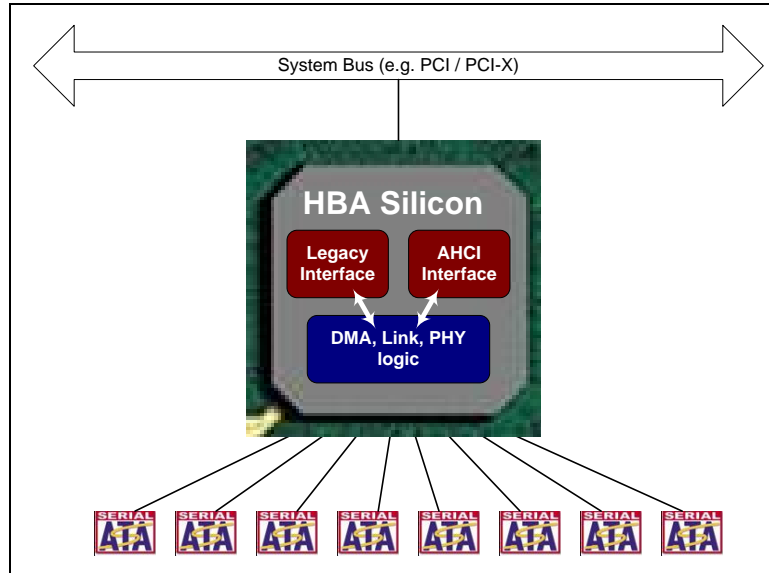 System Bus (e.g. PCI / PCI-X)
HBA Silicon
Legacy
Interface
AHCI
Interface
DMA, Link, PHY
logic
SERIAL
ATA
SERIAL
ATA
SERIAL
ATA
SERIAL
ATA
SERIAL
ATA
SERIAL
ATA
SERIAL
ATA
SERIAL
ATA